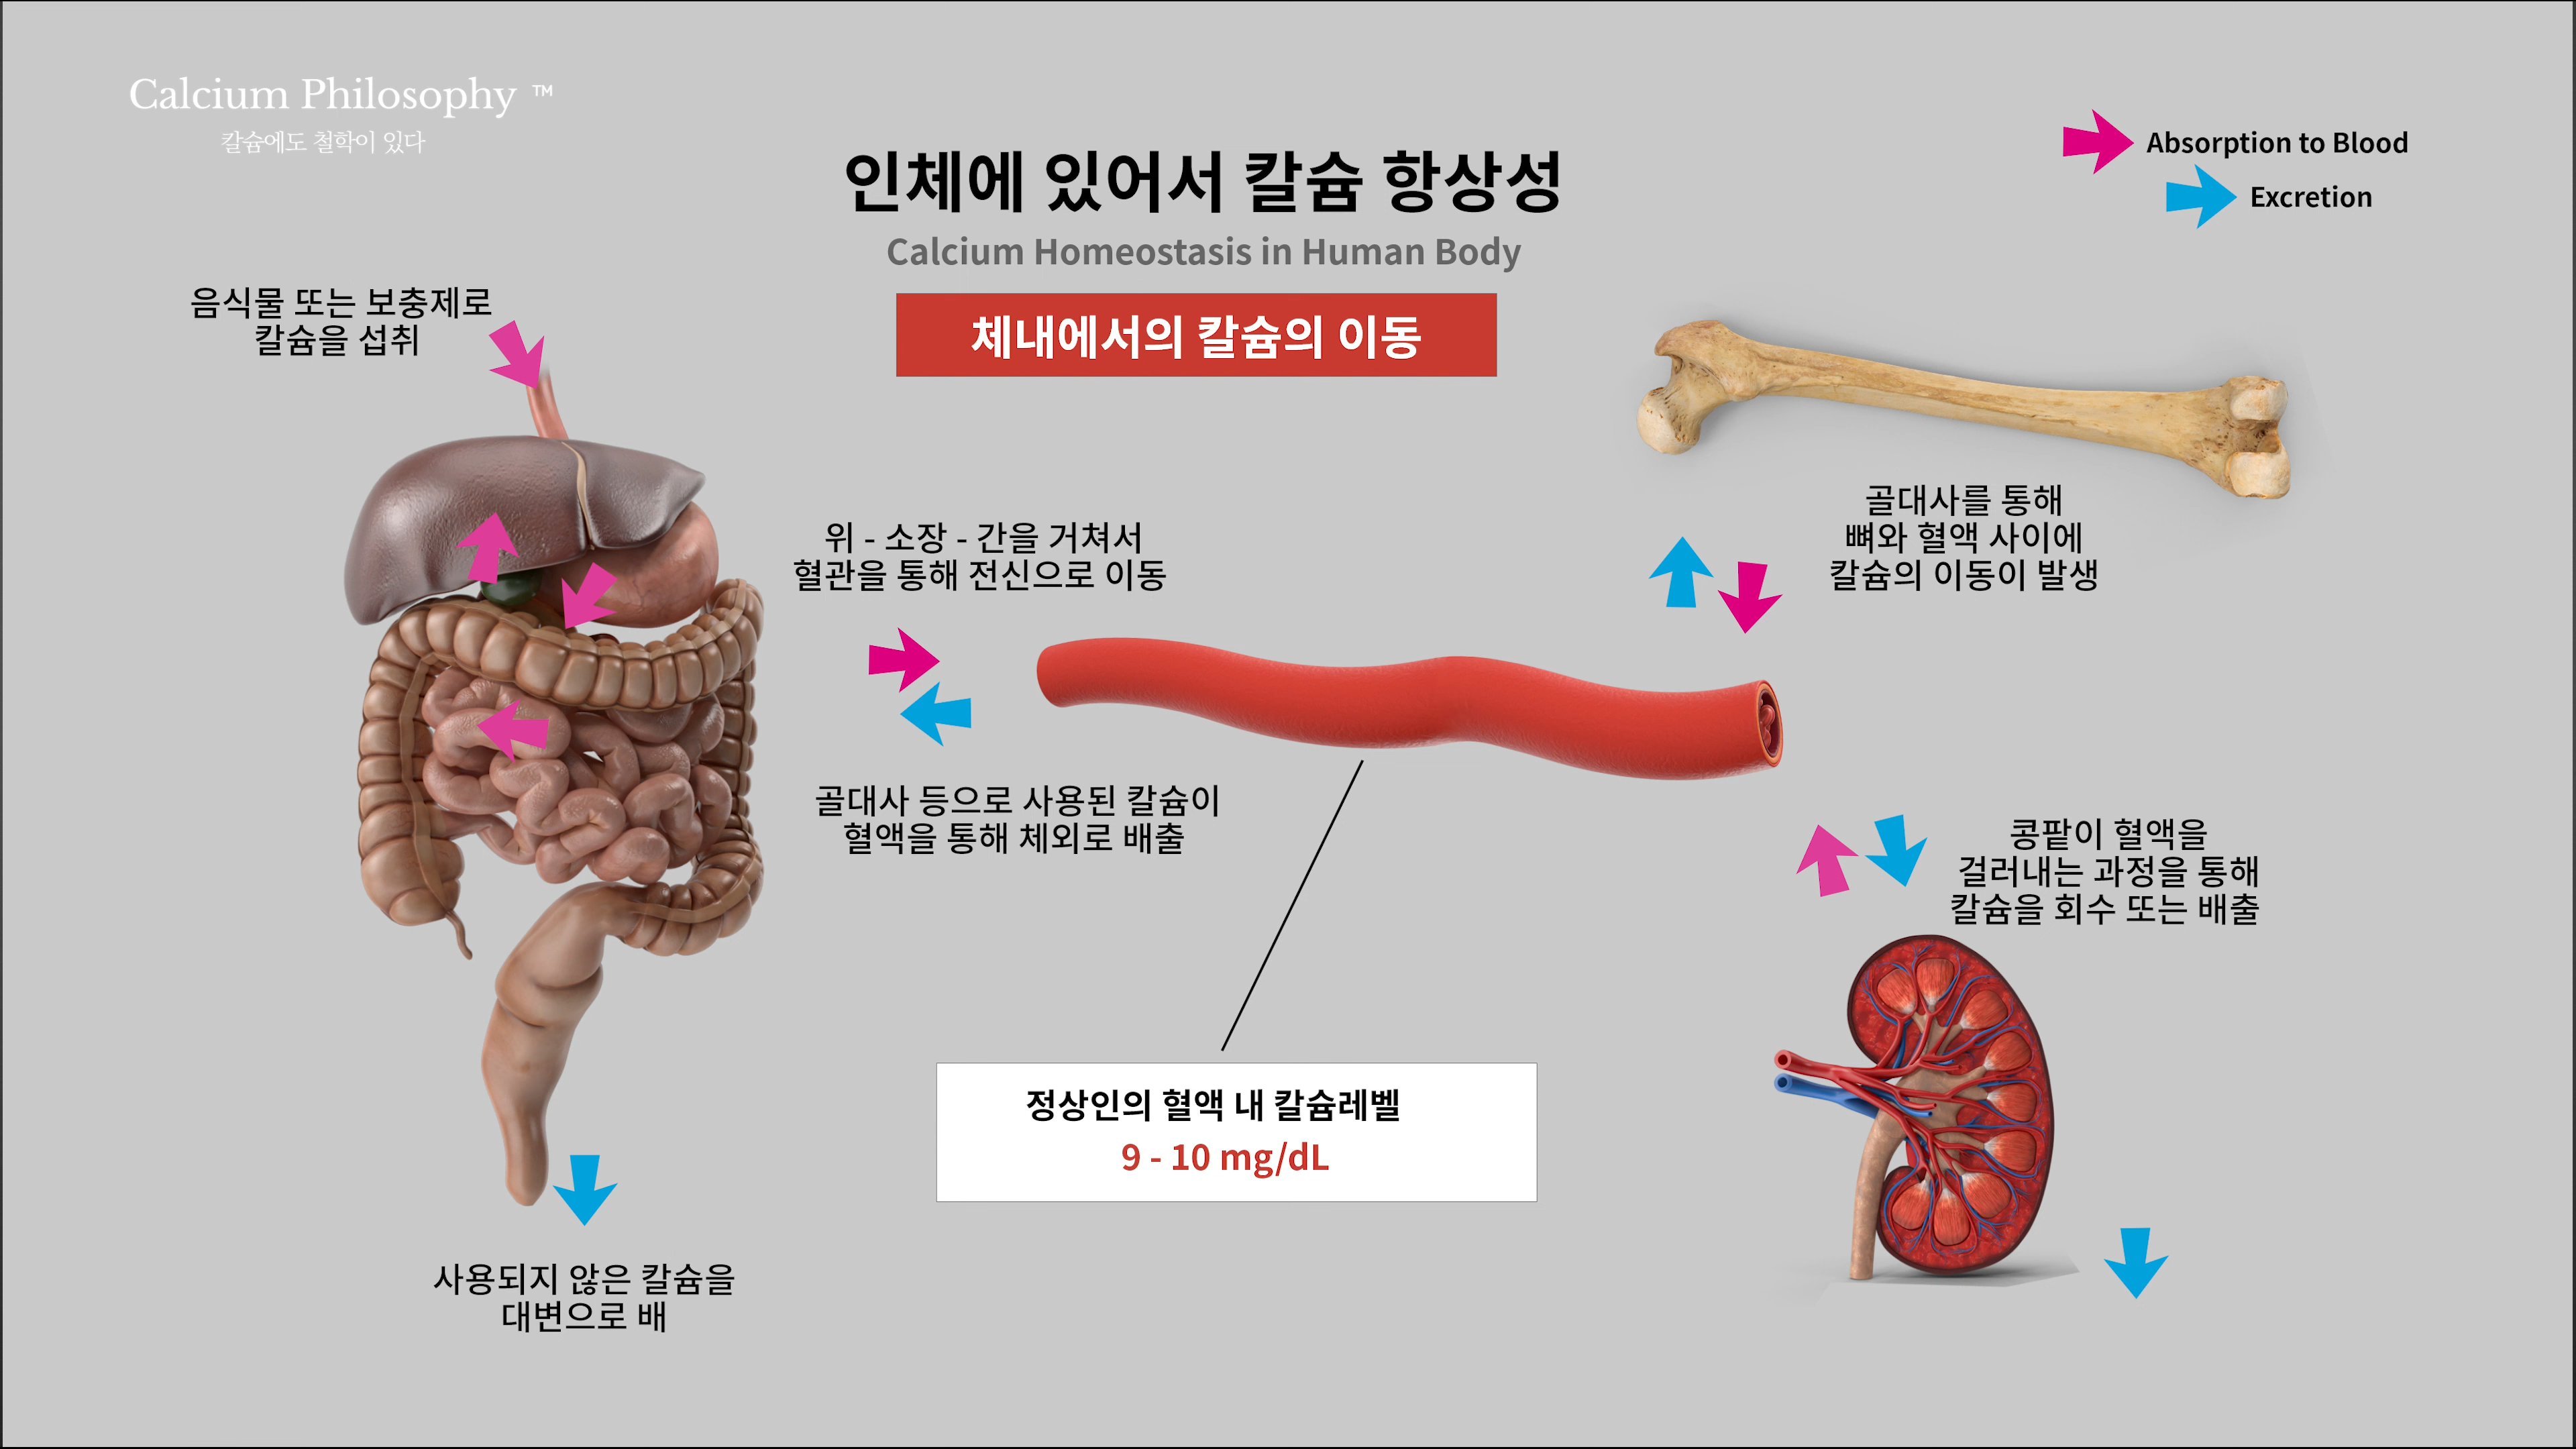 Calcium Philosophy ™
칼슘에도 철학이 있다
인체에 있어서 칼슘 항상성
Calcium Homeostasis in Human Body
체내에서의 칼슘의 이동
Absorption to Blood
Excretion
음식물 또는 보충제로
칼슘을 섭취
위 - 소장 - 간을 거쳐서
혈관을 통해 전신으로 이동
골대사를 통해
뼈와 혈액 사이에
칼슘의 이동이 발생
골대사 등으로 사용된 칼슘이
혈액을 통해 체외로 배출
콩팥이 혈액을
걸러내는 과정을 통해
칼슘을 회수 또는 배출
정상인의 혈액 내 칼슘레벨
9 - 10 mg/dL
사용되지 않은 칼슘을
대변으로 배